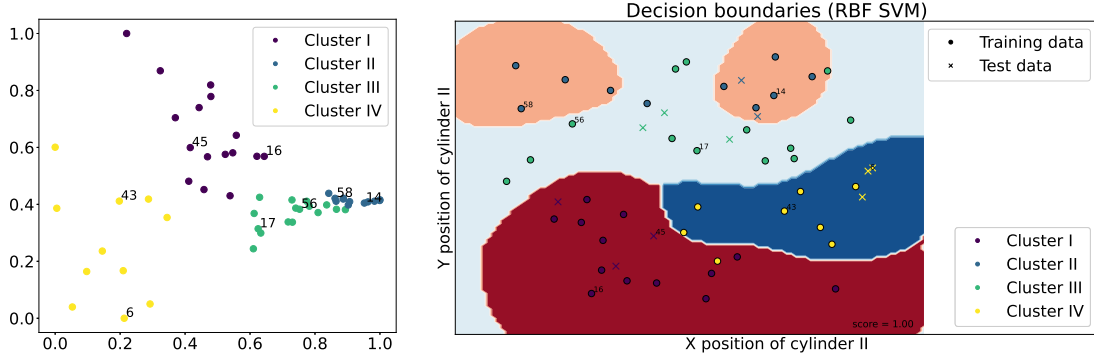 1.0
0.8
0.6
0.4
0.2
0.0
0.0
0.2
0.4
0.6
0.8
1.0
Cluster I
Cluster II
Cluster III
Cluster IV
45
16
43
58
14
56
17
6
Decision boundaries (RBF SVM)
Y position of cylinder II
X position of cylinder II
14
58
56
17
43
45
16
score = 1.00
Training data
Test data
Cluster I
Cluster II
Cluster III
Cluster IV